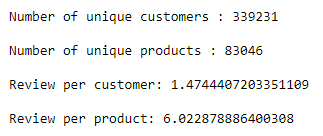 Number of unique customers : 339231
Number of unique products : 83046
Review per customer: 1.4744407203351109
Review per product: 6.022878886400308